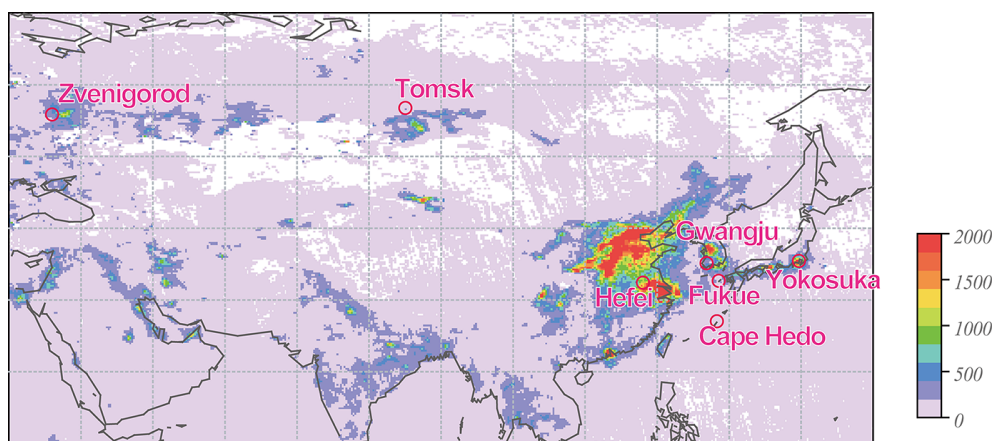 Zvenigorod
Tomsk
Gwangju
Yokosuka
Hefei
Fukue
Cape Hedo
2000
1500
1000
500
0